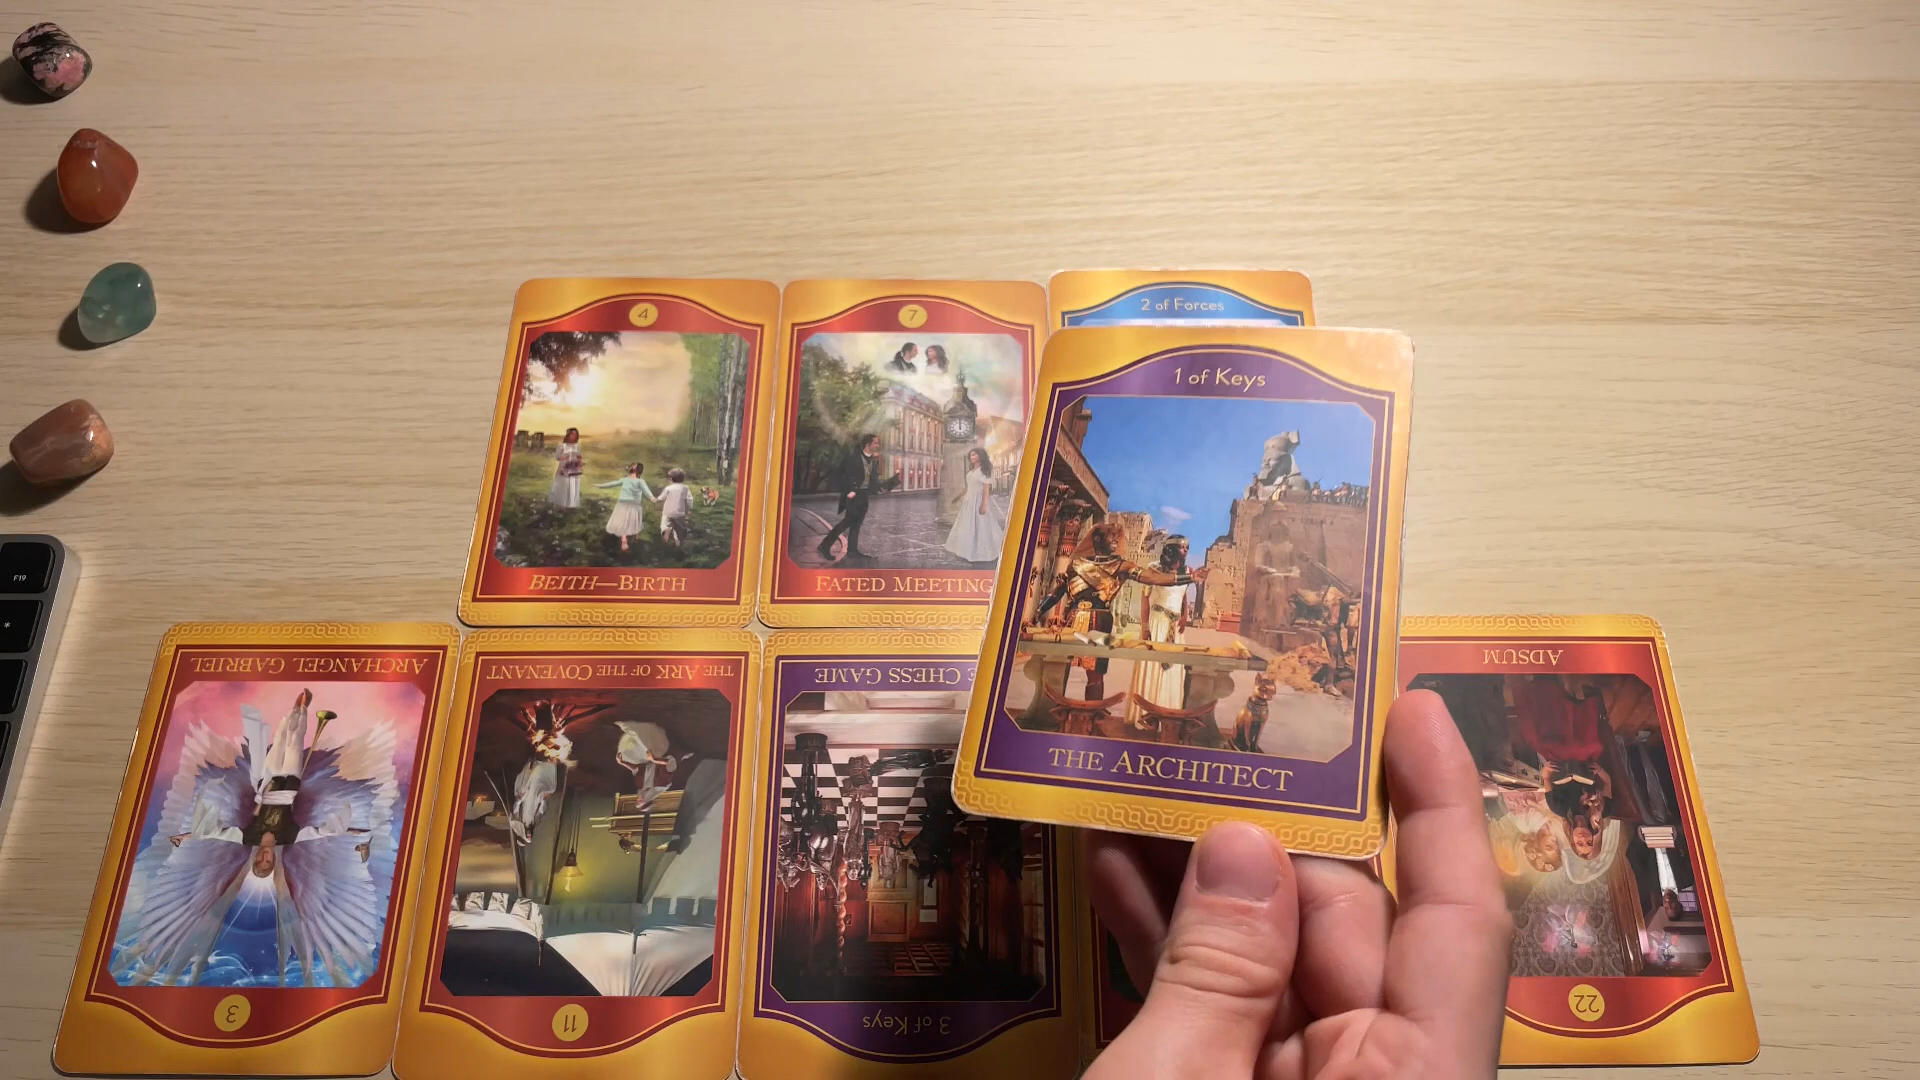 4
BEITH—BIRTH
7
FATED MEETING
2 of Forces
1 of Keys
THE ARCHITECT
ARCHANGEL GABRIEL
3
THE ARK OF THE COVENANT
11
CHESS GAME
3 of Keys
ADSUM
22
F19
*